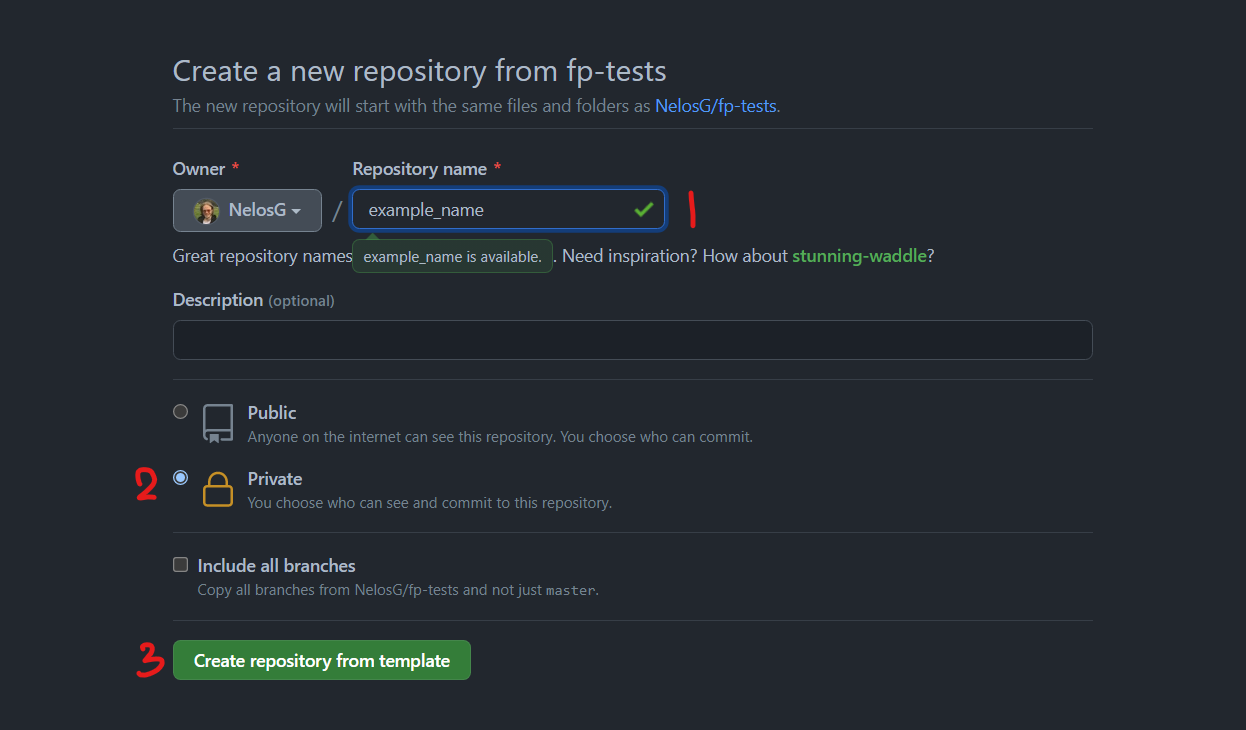 Create a new repository from fp-tests
The new repository will start with the same files and folders as NelosG/fp-tests.
Owner * Repository name *
NelosG / example_name 1
Great repository names example_name is available. . Need inspiration? How about stunning-waddle?
Description (optional)
Public
Anyone on the internet can see this repository. You choose who can commit.
2 Private
You choose who can see and commit to this repository.
Include all branches
Copy all branches from NelosG/fp-tests and not just master.
3 Create repository from template